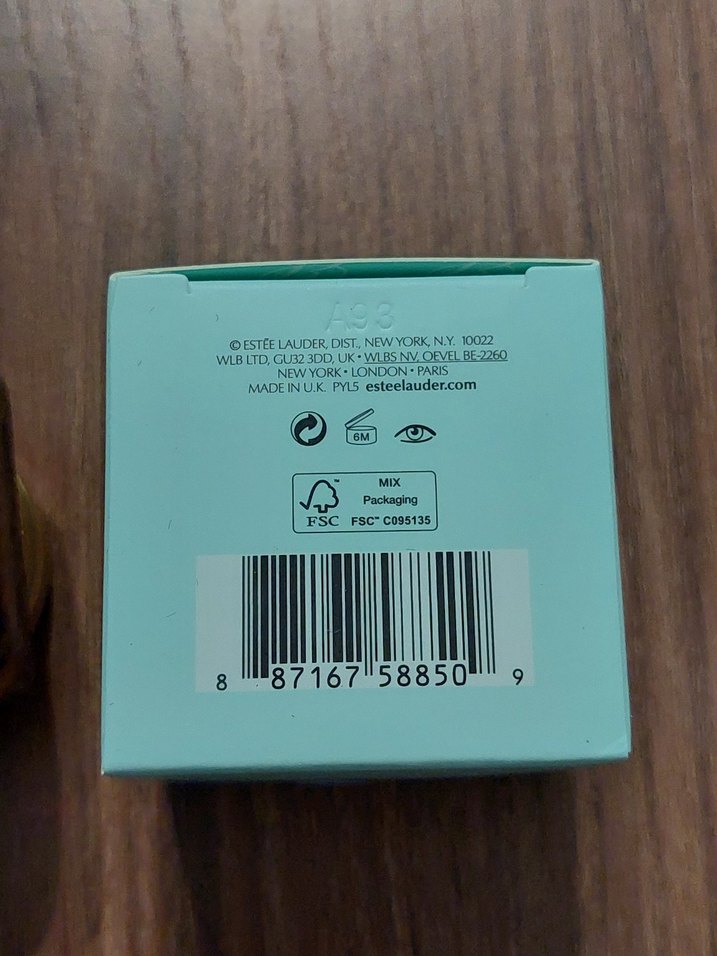 A93
© ESTĒE LAUDER, DIST., NEW YORK, N.Y. 10022
WLB LTD, GU32 3DD, UK • WLBS NV. OEVEL BE-2260
NEW YORK • LONDON • PARIS
MADE IN U.K. PYL5 esteelauder.com
6M
MIX
Packaging
FSC™ C095135
FSC
8 87167 58850 9